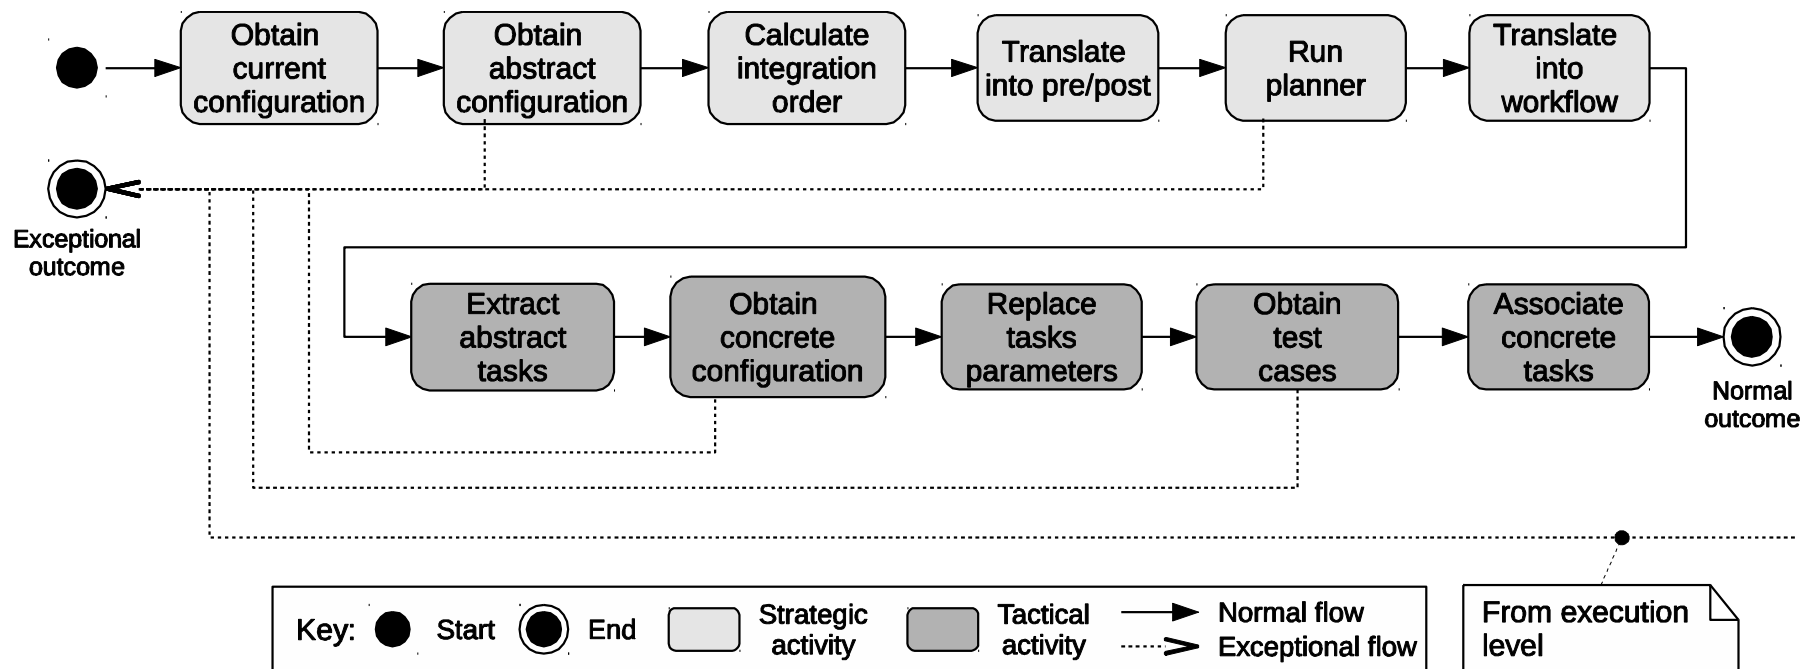 Obtain
current
configuration
Obtain
abstract
configuration
Calculate
integration
order
Translate
into pre/post
Run
planner
Translate
into
workflow
Exceptional
outcome
Extract
abstract
tasks
Obtain
concrete
configuration
Replace
tasks
parameters
Obtain
test
cases
Associate
concrete
tasks
Normal
outcome
Key:
Start
End
Strategic
activity
Tactical
activity
Normal flow
Exceptional flow
From execution
level